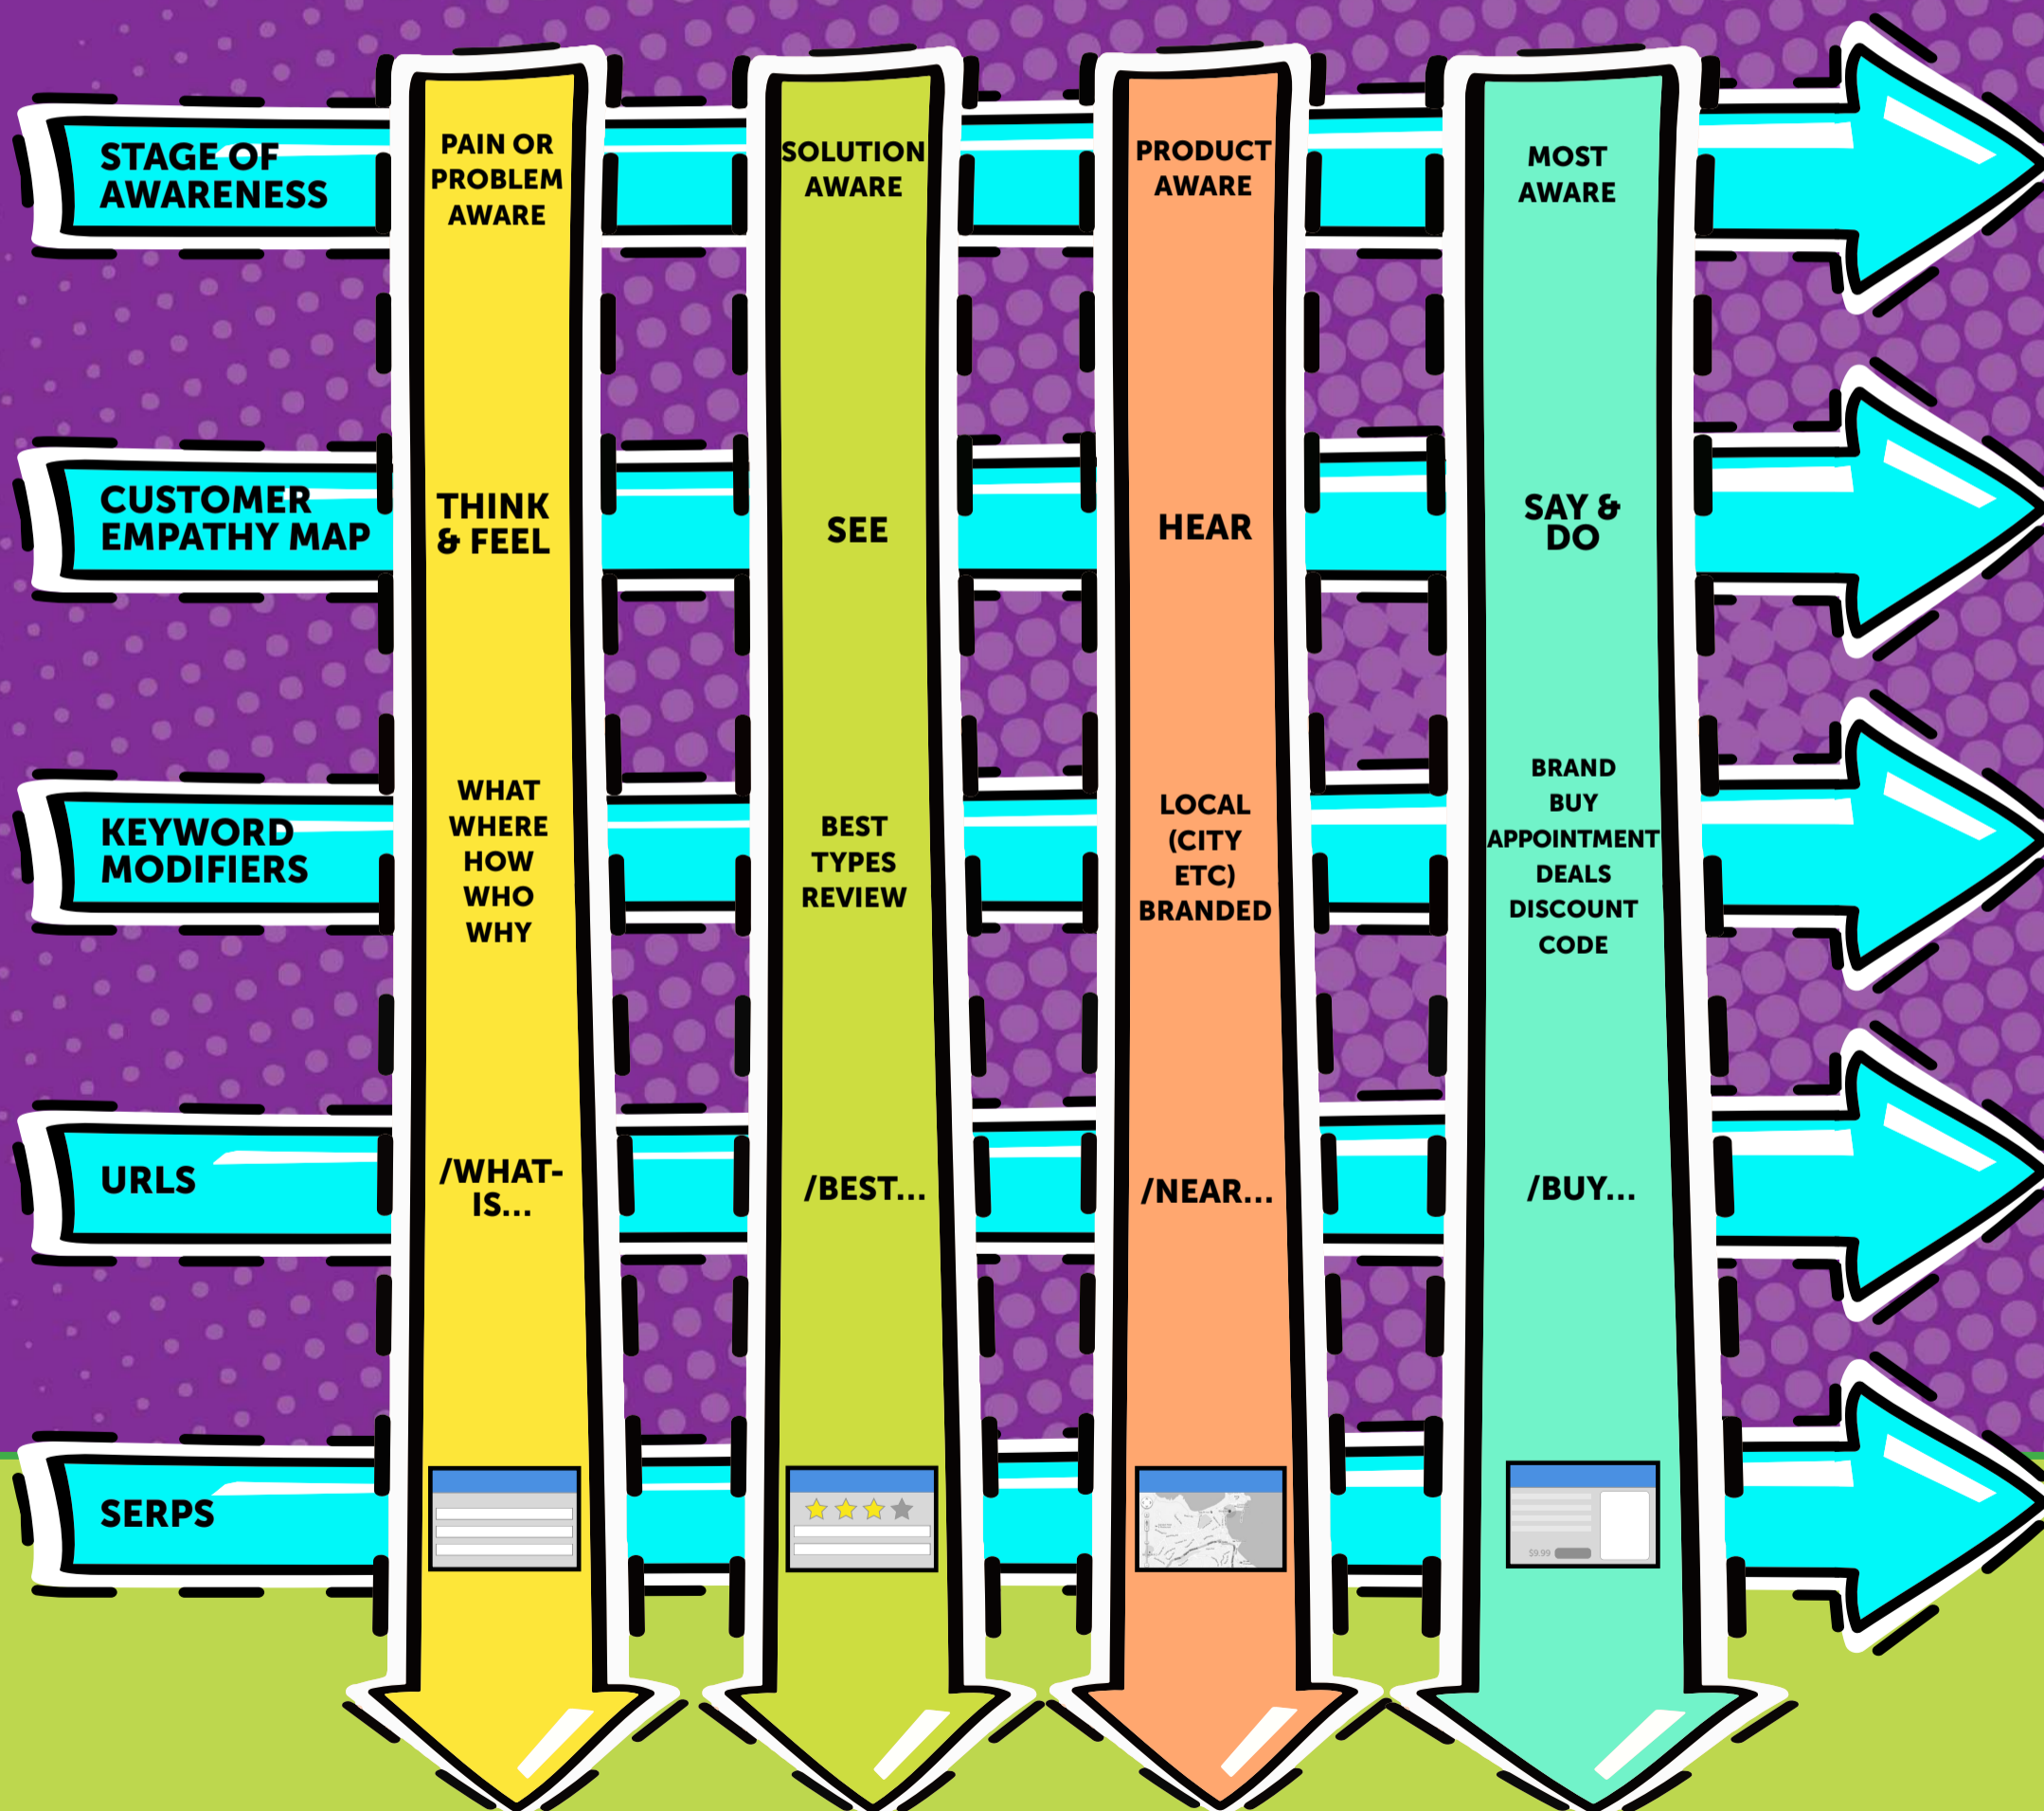 STAGE OF
AWARENESS
PAIN OR
PROBLEM
AWARE
SOLUTION
AWARE
PRODUCT
AWARE
MOST
AWARE
CUSTOMER
EMPATHY MAP
THINK
& FEEL
SEE
HEAR
SAY &
DO
KEYWORD
MODIFIERS
WHAT
WHERE
HOW
WHO
WHY
BEST
TYPES
REVIEW
LOCAL
(CITY
ETC)
BRANDED
BRAND
BUY
APPOINTMENT
DEALS
DISCOUNT
CODE
URLS
/WHAT-
IS...
/BEST...
/NEAR...
/BUY...
SERPS
$9.99